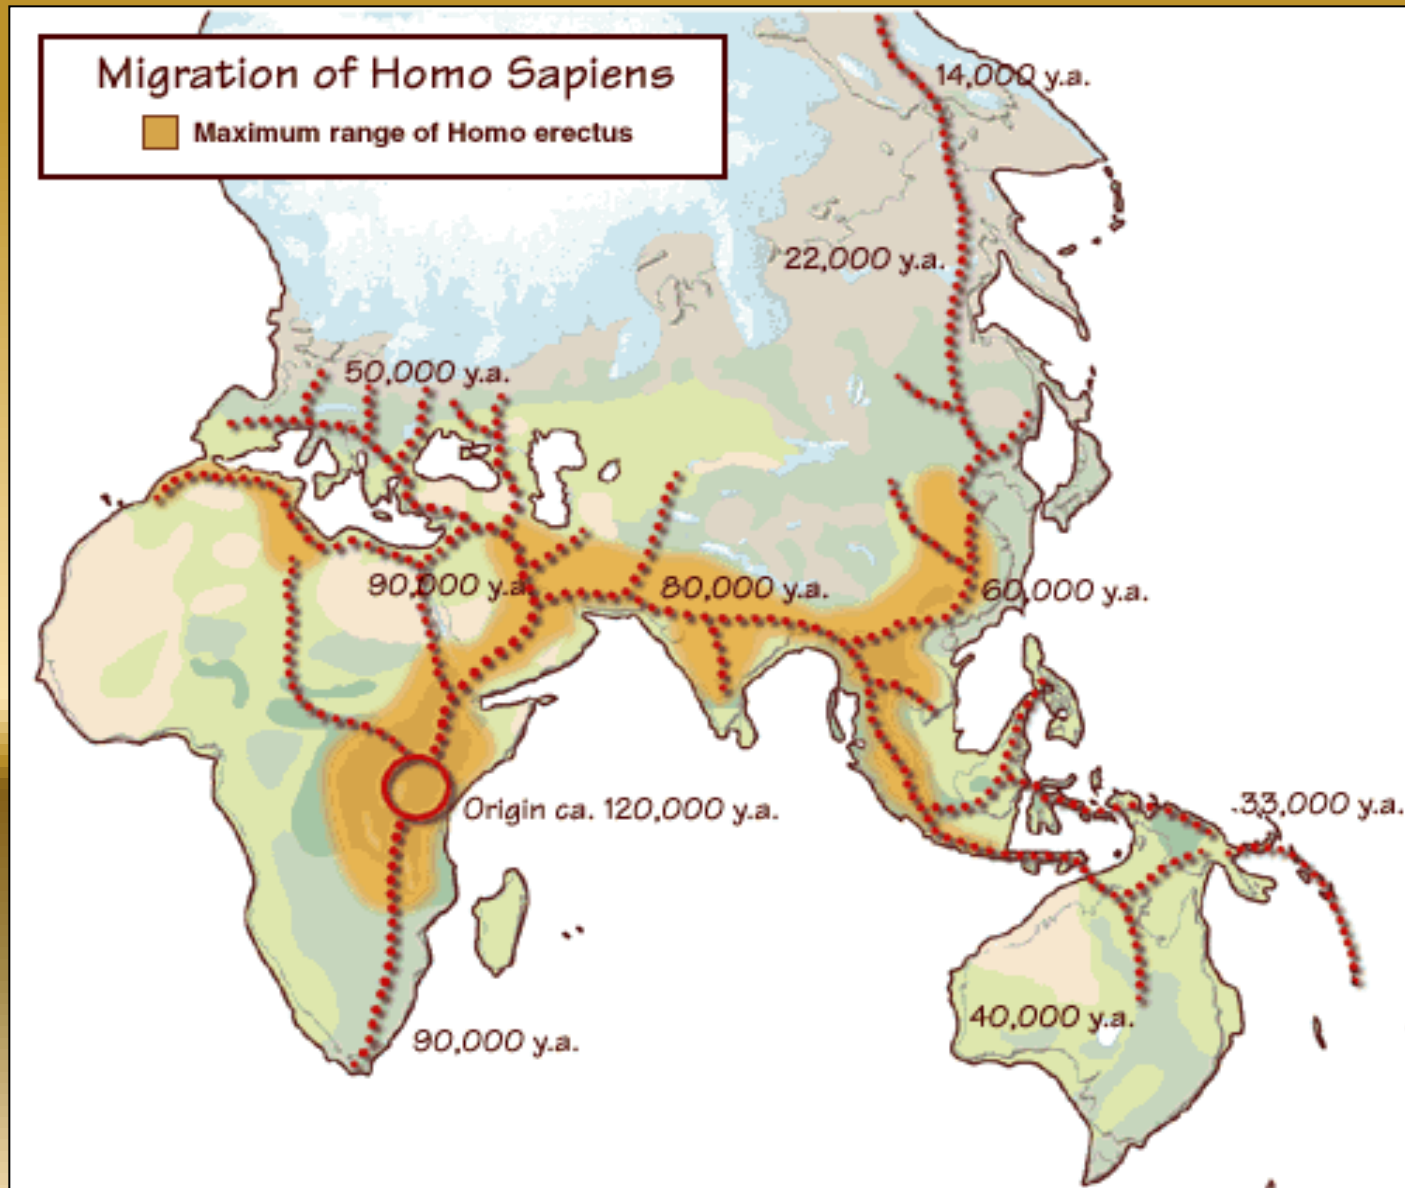 Migration of Homo Sapiens
Maximum range of Homo erectus
14,000 y.a.
22,000 y.a.
50,000 y.a.
90,000 y.a.
80,000 y.a.
60,000 y.a.
Origin ca. 120,000 y.a.
33,000 y.a.
40,000 y.a.
90,000 y.a.